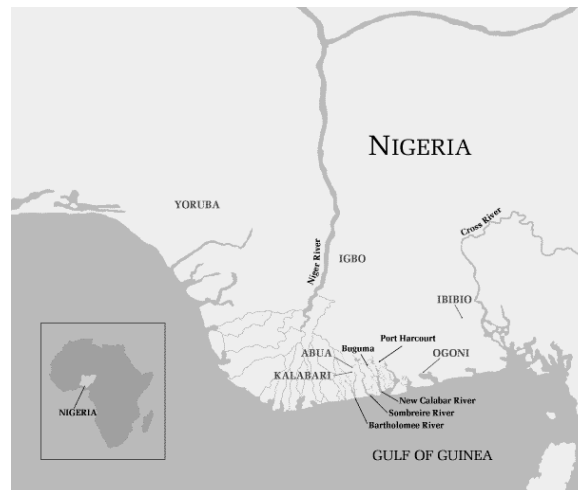 NIGERIA
YORUBA
Cross River
Niger River
IGBO
IBIBIO
Port Harcourt
Buguma
ABUA
OGONI
KALABARI
New Calabar River
NIGERIA
Sombreire River
Bartholomee River
GULF OF GUINEA